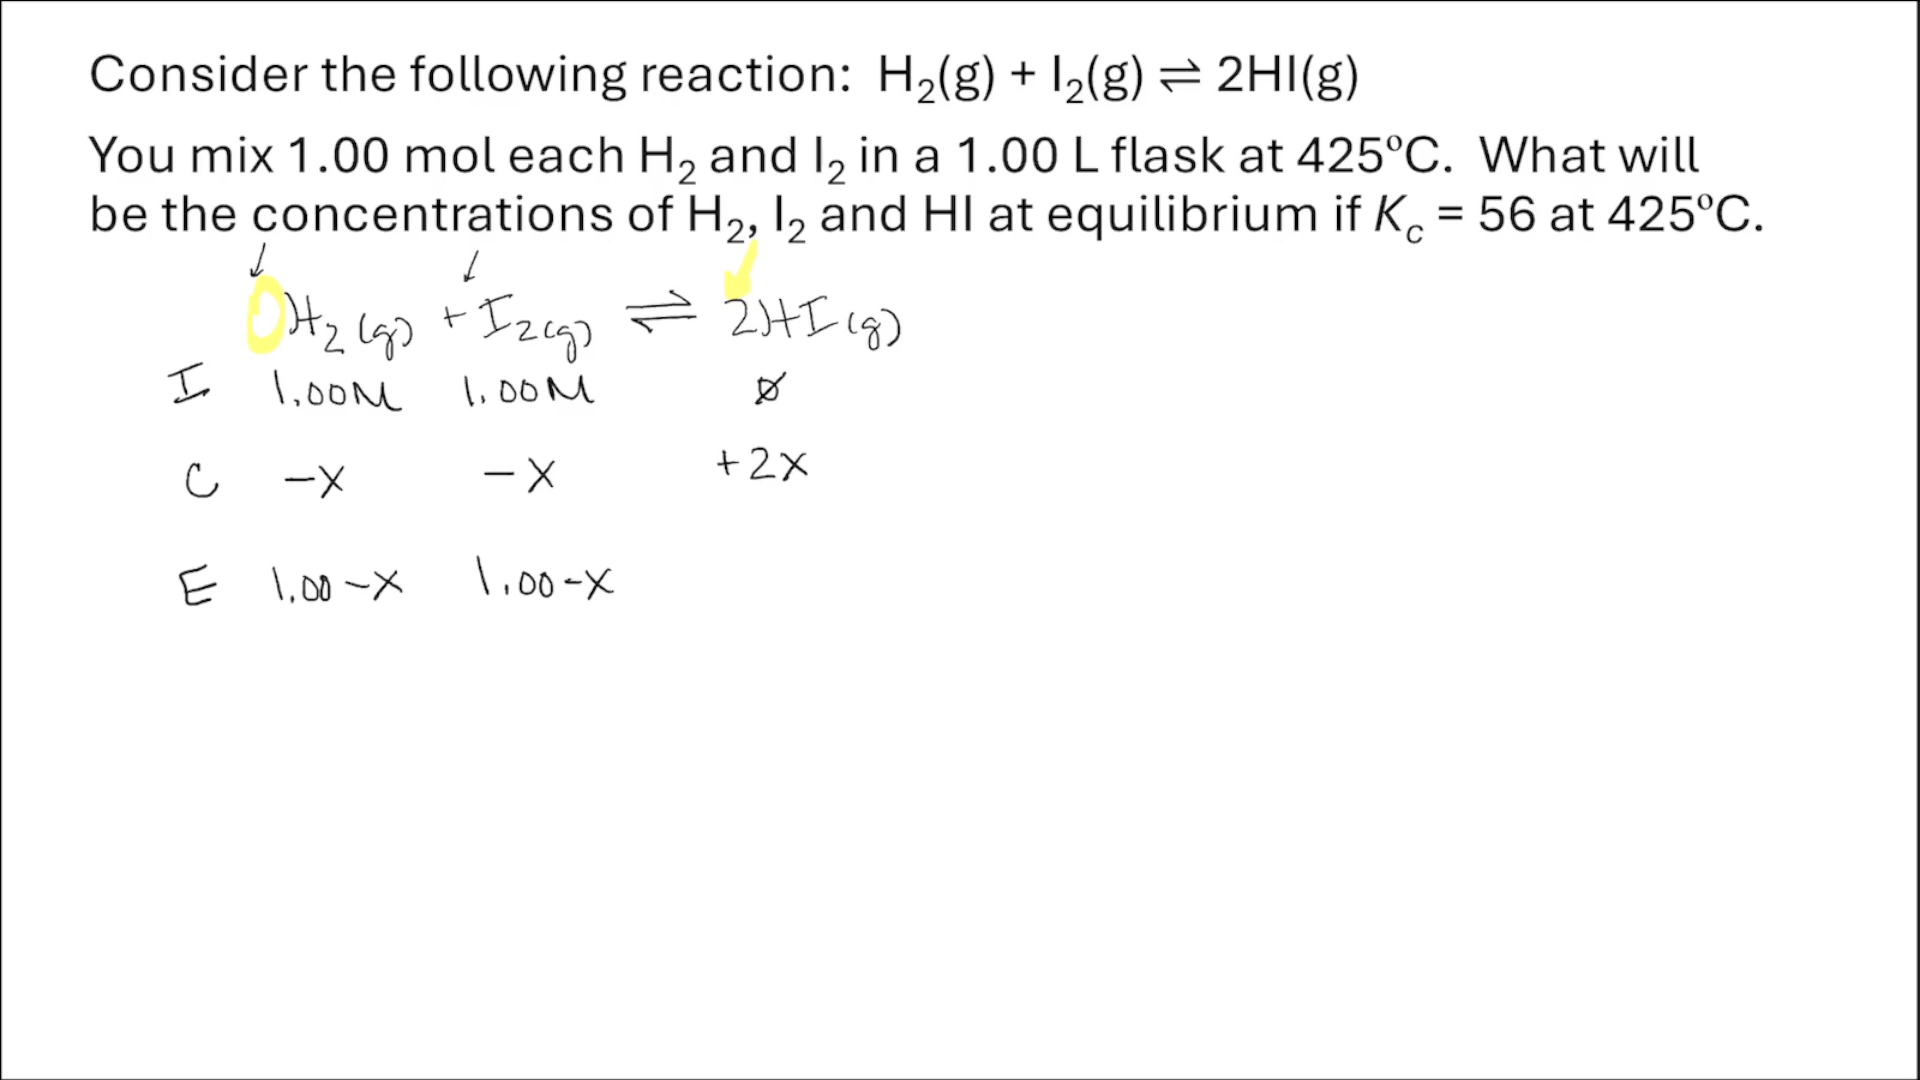 Consider the following reaction: H₂(g) + I₂(g) ⇌ 2HI(g)
You mix 1.00 mol each H₂ and I₂ in a 1.00 L flask at 425°C. What will
be the concentrations of H₂, I₂ and HI at equilibrium if K꜀ = 56 at 425°C.
H₂(g) + I₂(g) ⇌ 2HI(g)
I 1.00M 1.00M ∅
C -x -x +2x
E 1.00-x 1.00-x